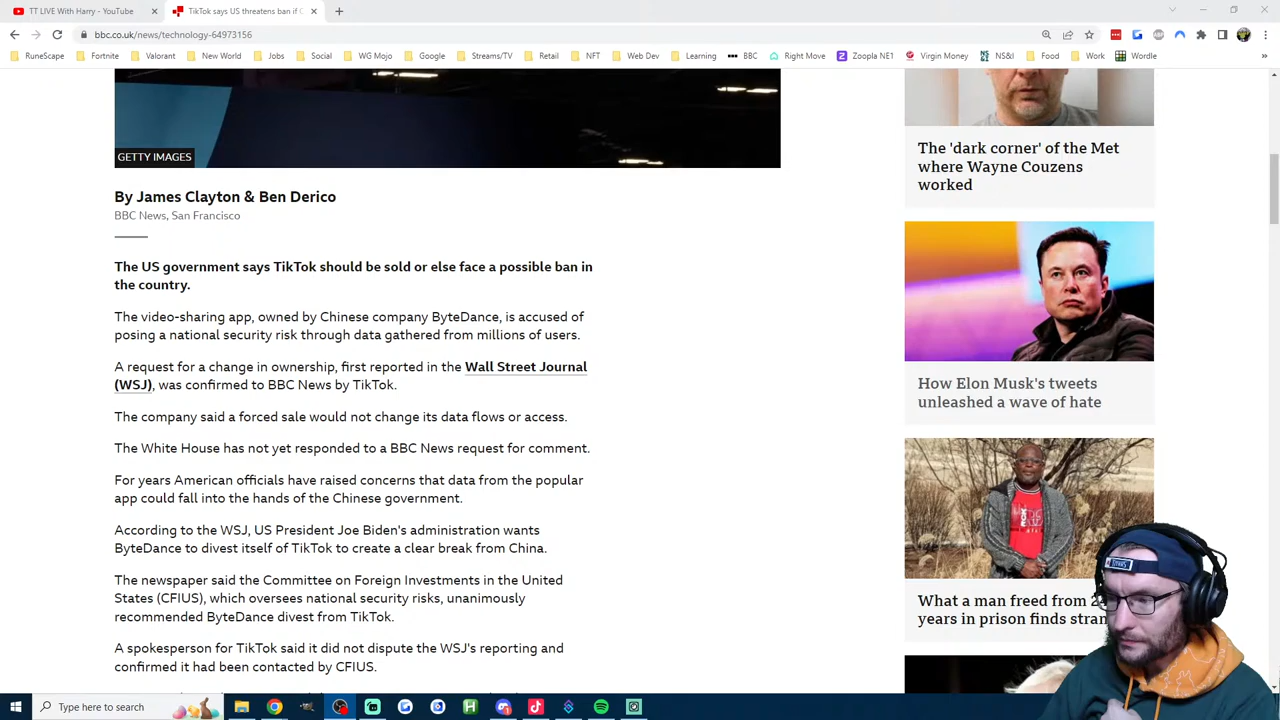 TT LIVE With Harry - YouTube
TikTok says US threatens ban if C
bbc.co.uk/news/technology-64973156
RuneScape
Fortnite
Valorant
New World
Jobs
Social
WG Mojo
Google
Streams/TV
Retail
NFT
Web Dev
Learning
BBC
Right Move
Zoopla NE1
Virgin Money
NS&I
Food
Work
Wordle
GETTY IMAGES
By James Clayton & Ben Derico
BBC News, San Francisco
The US government says TikTok should be sold or else face a possible ban in
the country.
The video-sharing app, owned by Chinese company ByteDance, is accused of
posing a national security risk through data gathered from millions of users.
A request for a change in ownership, first reported in the Wall Street Journal
(WSJ), was confirmed to BBC News by TikTok.
The company said a forced sale would not change its data flows or access.
The White House has not yet responded to a BBC News request for comment.
For years American officials have raised concerns that data from the popular
app could fall into the hands of the Chinese government.
According to the WSJ, US President Joe Biden's administration wants
ByteDance to divest itself of TikTok to create a clear break from China.
The newspaper said the Committee on Foreign Investments in the United
States (CFIUS), which oversees national security risks, unanimously
recommended ByteDance divest from TikTok.
A spokesperson for TikTok said it did not dispute the WSJ's reporting and
confirmed it had been contacted by CFIUS.
The 'dark corner' of the Met
where Wayne Couzens
worked
How Elon Musk's tweets
unleashed a wave of hate
What a man freed from 2
years in prison finds stran
Type here to search